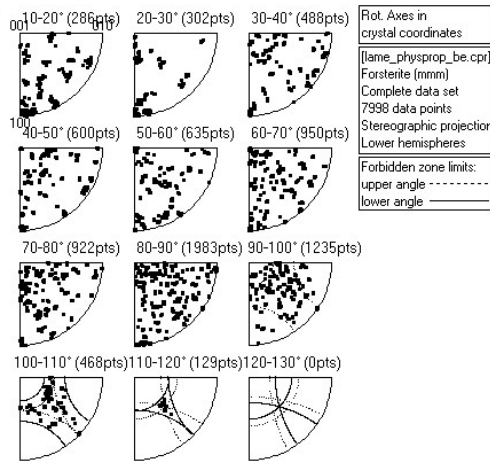 10-20° (286pts)
20-30° (302pts)
30-40° (488pts)
001
010
100
40-50° (600pts)
50-60° (635pts)
60-70° (950pts)
70-80° (922pts)
80-90° (1983pts)
90-100° (1235pts)
100-110° (468pts)
110-120° (129pts)
120-130° (0pts)
Rot. Axes in
crystal coordinates
[lame_physprop_be.cpr]
Forsterite (mmm)
Complete data set
7998 data points
Stereographic projection
Lower hemispheres
Forbidden zone limits:
upper angle
lower angle